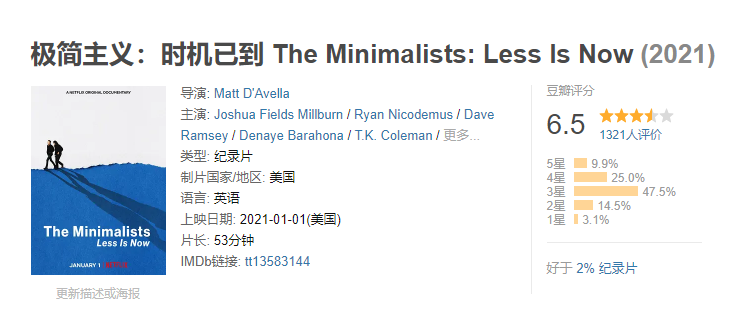 极简主义：时机已到 The Minimalists: Less Is Now (2021)
A NETFLIX ORIGINAL DOCUMENTARY
The Minimalists
Less Is Now
JANUARY 1 NETFLIX
更新描述或海报
导演: Matt D'Avella
主演: Joshua Fields Millburn / Ryan Nicodemus / Dave
Ramsey / Denaye Barahona / T.K. Coleman / 更多...
类型: 纪录片
制片国家/地区: 美国
语言: 英语
上映日期: 2021-01-01(美国)
片长: 53分钟
IMDb链接: tt13583144
豆瓣评分
6.5
1321人评价
5星 9.9%
4星 25.0%
3星 47.5%
2星 14.5%
1星 3.1%
好于 2% 纪录片